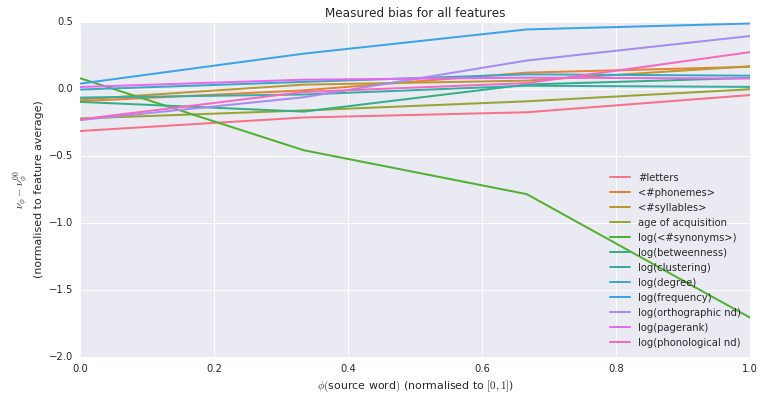 Measured bias for all features
0.5
0.0
−0.5
−1.0
−1.5
−2.0
ν_ϕ − ν_ϕ^00
(normalised to feature average)
#letters
<#phonemes>
<#syllables>
age of acquisition
log(<#synonyms>)
log(betweenness)
log(clustering)
log(degree)
log(frequency)
log(orthographic nd)
log(pagerank)
log(phonological nd)
0.0 0.2 0.4 0.6 0.8 1.0
ϕ(source word) (normalised to [0, 1])